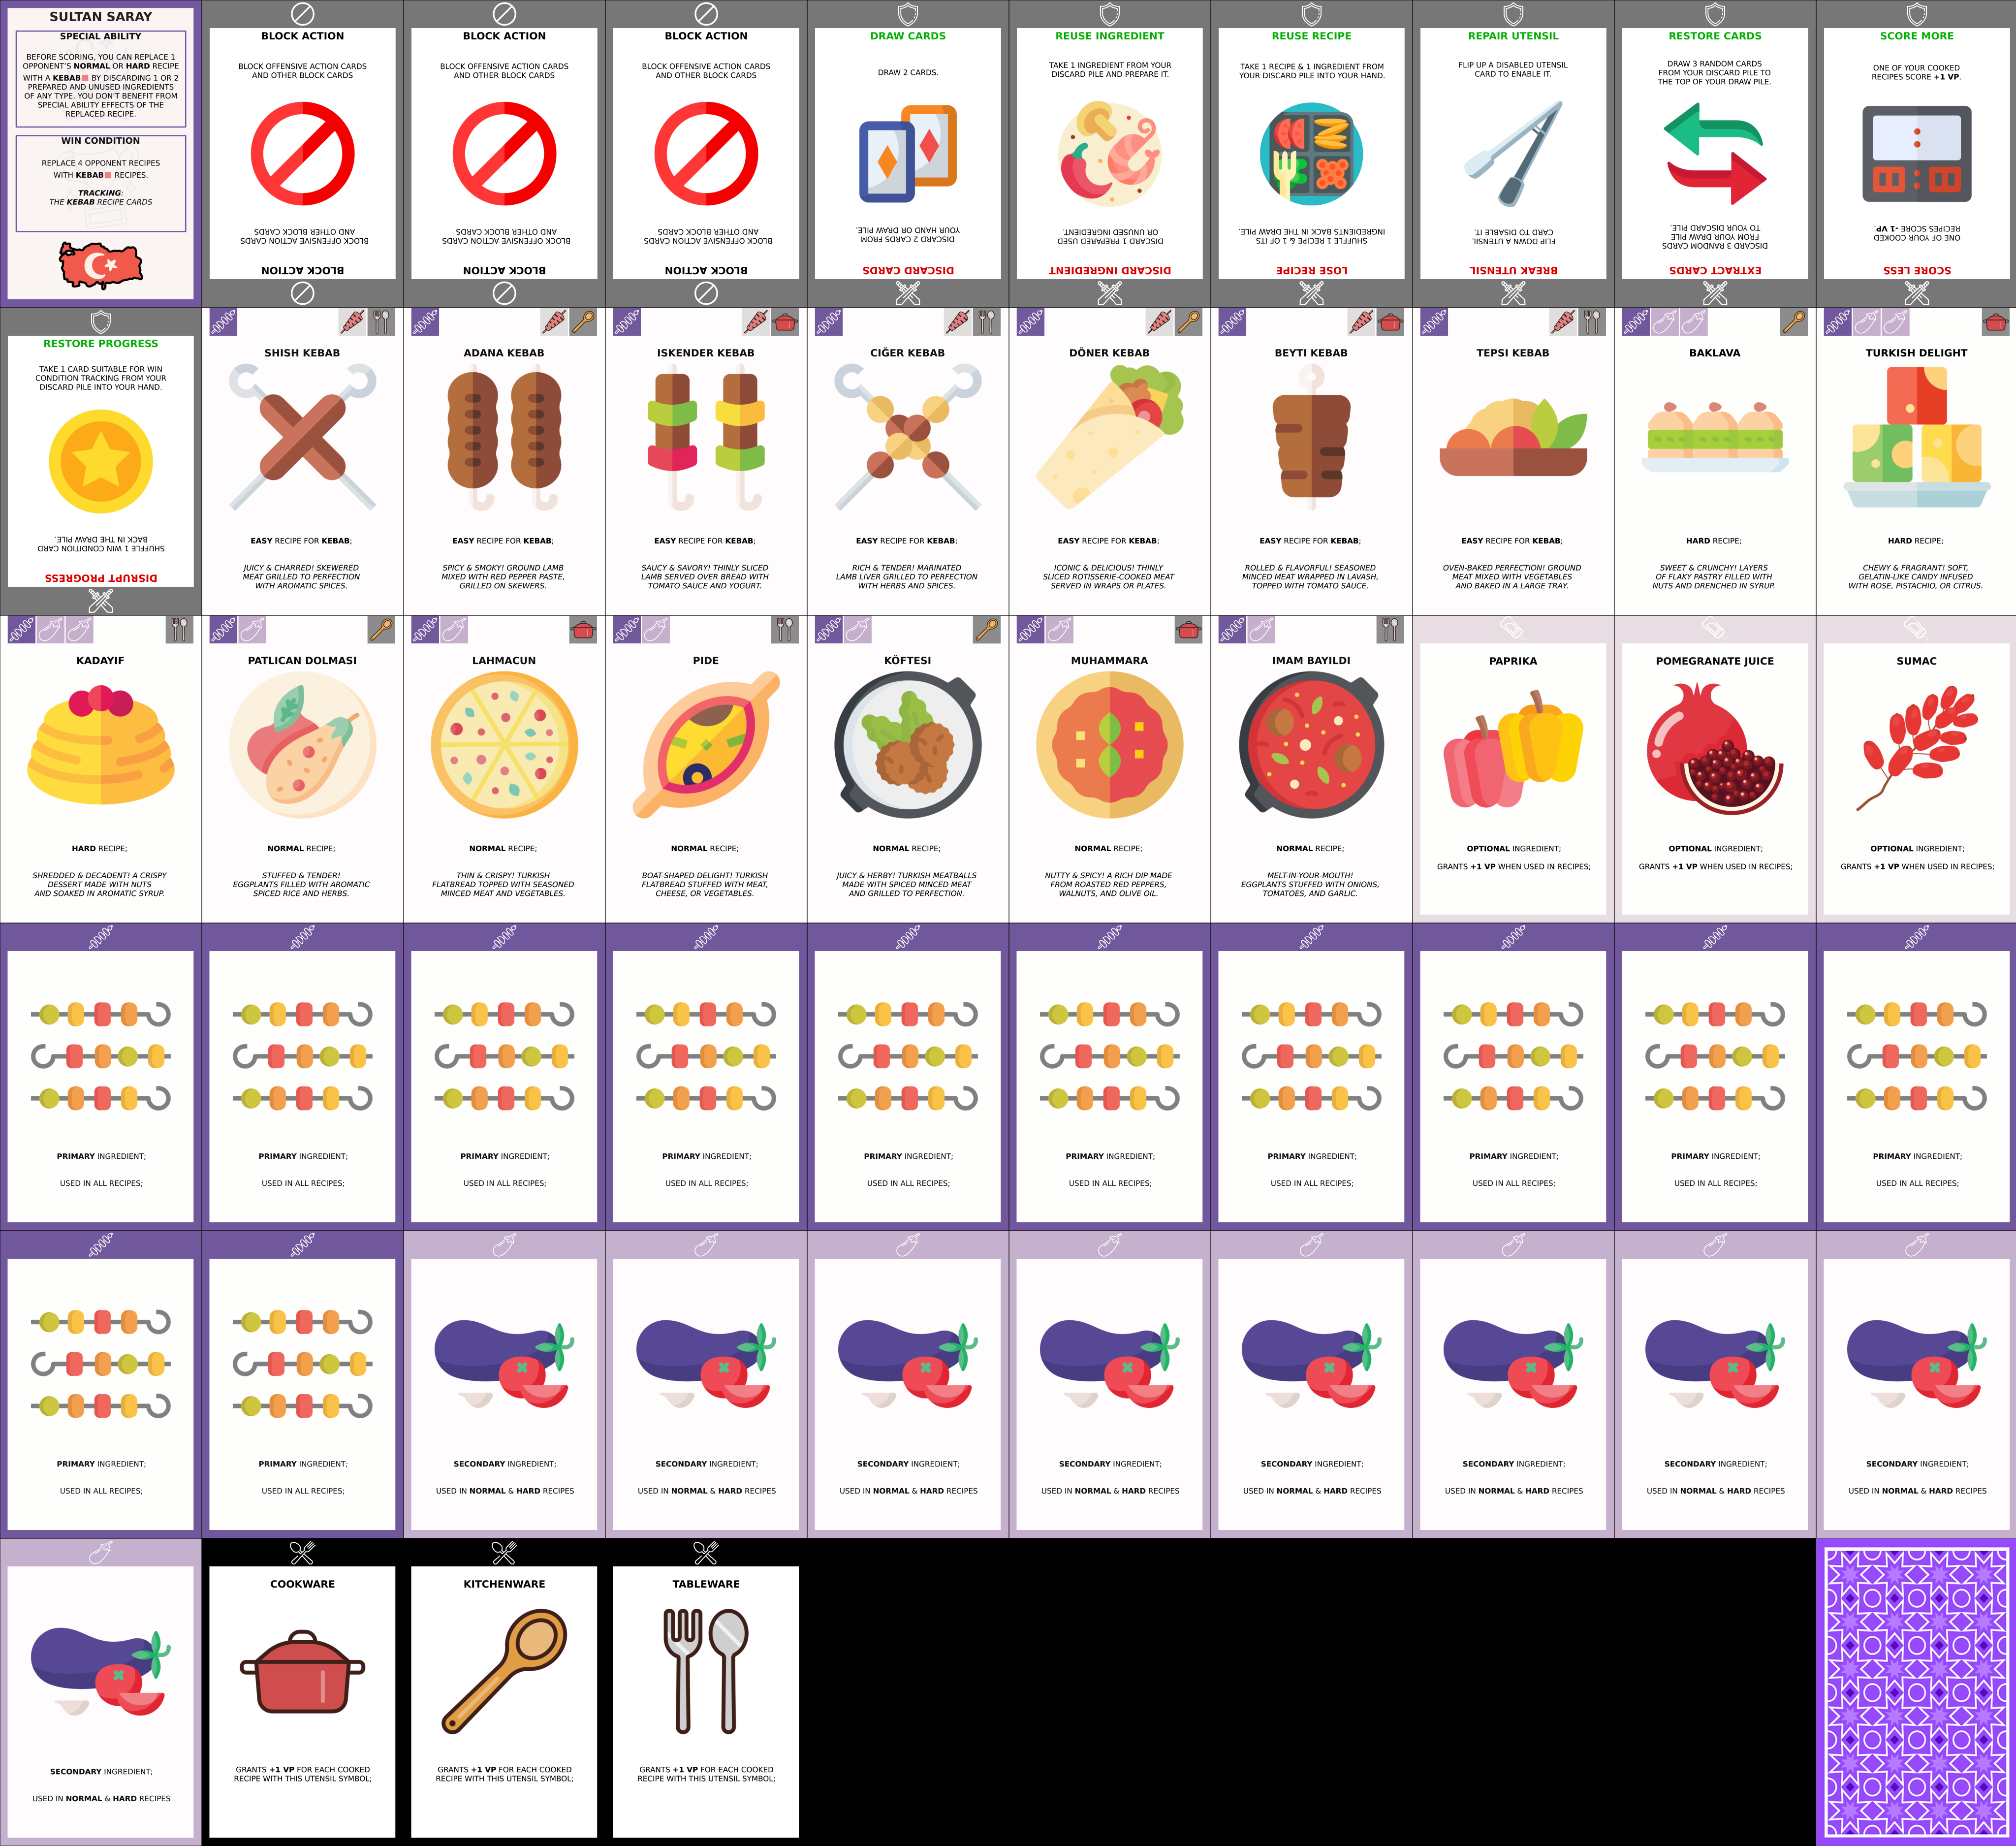 SULTAN SARAY
SPECIAL ABILITY
BEFORE SCORING, YOU CAN REPLACE 1
OPPONENT'S NORMAL OR HARD RECIPE
WITH A KEBAB BY DISCARDING 1 OR 2
PREPARED AND UNUSED INGREDIENTS
OF ANY TYPE. YOU DON'T BENEFIT FROM
SPECIAL ABILITY EFFECTS OF THE
REPLACED RECIPE.
WIN CONDITION
REPLACE 4 OPPONENT RECIPES
WITH KEBAB RECIPES.
TRACKING:
THE KEBAB RECIPE CARDS
BLOCK ACTION
BLOCK OFFENSIVE ACTION CARDS
AND OTHER BLOCK CARDS
BLOCK OFFENSIVE ACTION CARDS
AND OTHER BLOCK CARDS
BLOCK ACTION
BLOCK ACTION
BLOCK OFFENSIVE ACTION CARDS
AND OTHER BLOCK CARDS
BLOCK OFFENSIVE ACTION CARDS
AND OTHER BLOCK CARDS
BLOCK ACTION
BLOCK ACTION
BLOCK OFFENSIVE ACTION CARDS
AND OTHER BLOCK CARDS
BLOCK OFFENSIVE ACTION CARDS
AND OTHER BLOCK CARDS
BLOCK ACTION
DRAW CARDS
DRAW 2 CARDS.
DISCARD 2 CARDS FROM
YOUR HAND OR DRAW PILE.
DISCARD CARDS
REUSE INGREDIENT
TAKE 1 INGREDIENT FROM YOUR
DISCARD PILE AND PREPARE IT.
DISCARD 1 PREPARED USED
OR UNUSED INGREDIENT.
DISCARD INGREDIENT
REUSE RECIPE
TAKE 1 RECIPE & 1 INGREDIENT FROM
YOUR DISCARD PILE INTO YOUR HAND.
SHUFFLE 1 RECIPE & 1 OF ITS
INGREDIENTS BACK IN THE DRAW PILE.
LOSE RECIPE
REPAIR UTENSIL
FLIP UP A DISABLED UTENSIL
CARD TO ENABLE IT.
FLIP DOWN A UTENSIL
CARD TO DISABLE IT.
BREAK UTENSIL
RESTORE CARDS
DRAW 3 RANDOM CARDS
FROM YOUR DISCARD PILE TO
THE TOP OF YOUR DRAW PILE.
DISCARD 3 RANDOM CARDS
FROM YOUR DRAW PILE
TO YOUR DISCARD PILE.
EXTRACT CARDS
SCORE MORE
ONE OF YOUR COOKED
RECIPES SCORE +1 VP.
ONE OF YOUR COOKED
RECIPES SCORE -1 VP.
SCORE LESS
RESTORE PROGRESS
TAKE 1 CARD SUITABLE FOR WIN
CONDITION TRACKING FROM YOUR
DISCARD PILE INTO YOUR HAND.
SHUFFLE 1 WIN CONDITION CARD
BACK IN THE DRAW PILE.
DISRUPT PROGRESS
SHISH KEBAB
EASY RECIPE FOR KEBAB;
JUICY & CHARRED! SKEWERED
MEAT GRILLED TO PERFECTION
WITH AROMATIC SPICES.
ADANA KEBAB
EASY RECIPE FOR KEBAB;
SPICY & SMOKY! GROUND LAMB
MIXED WITH RED PEPPER PASTE,
GRILLED ON SKEWERS.
ISKENDER KEBAB
EASY RECIPE FOR KEBAB;
SAUCY & SAVORY! THINLY SLICED
LAMB SERVED OVER BREAD WITH
TOMATO SAUCE AND YOGURT.
CIĞER KEBAB
EASY RECIPE FOR KEBAB;
RICH & TENDER! MARINATED
LAMB LIVER GRILLED TO PERFECTION
WITH HERBS AND SPICES.
DÖNER KEBAB
EASY RECIPE FOR KEBAB;
ICONIC & DELICIOUS! THINLY
SLICED ROTISSERIE-COOKED MEAT
SERVED IN WRAPS OR PLATES.
BEYTI KEBAB
EASY RECIPE FOR KEBAB;
ROLLED & FLAVORFUL! SEASONED
MINCED MEAT WRAPPED IN LAVASH,
TOPPED WITH TOMATO SAUCE.
TEPSI KEBAB
EASY RECIPE FOR KEBAB;
OVEN-BAKED PERFECTION! GROUND
MEAT MIXED WITH VEGETABLES
AND BAKED IN A LARGE TRAY.
BAKLAVA
HARD RECIPE;
SWEET & CRUNCHY! LAYERS
OF FLAKY PASTRY FILLED WITH
NUTS AND DRENCHED IN SYRUP.
TURKISH DELIGHT
HARD RECIPE;
CHEWY & FRAGRANT! SOFT,
GELATIN-LIKE CANDY INFUSED
WITH ROSE, PISTACHIO, OR CITRUS.
KADAYIF
HARD RECIPE;
SHREDDED & DECADENT! A CRISPY
DESSERT MADE WITH NUTS
AND SOAKED IN AROMATIC SYRUP.
PATLICAN DOLMASI
NORMAL RECIPE;
STUFFED & TENDER!
EGGPLANTS FILLED WITH AROMATIC
SPICED RICE AND HERBS.
LAHMACUN
NORMAL RECIPE;
THIN & CRISPY! TURKISH
FLATBREAD TOPPED WITH SEASONED
MINCED MEAT AND VEGETABLES.
PIDE
NORMAL RECIPE;
BOAT-SHAPED DELIGHT! TURKISH
FLATBREAD STUFFED WITH MEAT,
CHEESE, OR VEGETABLES.
KÖFTESI
NORMAL RECIPE;
JUICY & HERBY! TURKISH MEATBALLS
MADE WITH SPICED MINCED MEAT
AND GRILLED TO PERFECTION.
MUHAMMARA
NORMAL RECIPE;
NUTTY & SPICY! A RICH DIP MADE
FROM ROASTED RED PEPPERS,
WALNUTS, AND OLIVE OIL.
IMAM BAYILDI
NORMAL RECIPE;
MELT-IN-YOUR-MOUTH!
EGGPLANTS STUFFED WITH ONIONS,
TOMATOES, AND GARLIC.
PAPRIKA
OPTIONAL INGREDIENT;
GRANTS +1 VP WHEN USED IN RECIPES;
POMEGRANATE JUICE
OPTIONAL INGREDIENT;
GRANTS +1 VP WHEN USED IN RECIPES;
SUMAC
OPTIONAL INGREDIENT;
GRANTS +1 VP WHEN USED IN RECIPES;
PRIMARY INGREDIENT;
USED IN ALL RECIPES;
PRIMARY INGREDIENT;
USED IN ALL RECIPES;
PRIMARY INGREDIENT;
USED IN ALL RECIPES;
PRIMARY INGREDIENT;
USED IN ALL RECIPES;
PRIMARY INGREDIENT;
USED IN ALL RECIPES;
PRIMARY INGREDIENT;
USED IN ALL RECIPES;
PRIMARY INGREDIENT;
USED IN ALL RECIPES;
PRIMARY INGREDIENT;
USED IN ALL RECIPES;
PRIMARY INGREDIENT;
USED IN ALL RECIPES;
PRIMARY INGREDIENT;
USED IN ALL RECIPES;
PRIMARY INGREDIENT;
USED IN ALL RECIPES;
PRIMARY INGREDIENT;
USED IN ALL RECIPES;
SECONDARY INGREDIENT;
USED IN NORMAL & HARD RECIPES
SECONDARY INGREDIENT;
USED IN NORMAL & HARD RECIPES
SECONDARY INGREDIENT;
USED IN NORMAL & HARD RECIPES
SECONDARY INGREDIENT;
USED IN NORMAL & HARD RECIPES
SECONDARY INGREDIENT;
USED IN NORMAL & HARD RECIPES
SECONDARY INGREDIENT;
USED IN NORMAL & HARD RECIPES
SECONDARY INGREDIENT;
USED IN NORMAL & HARD RECIPES
SECONDARY INGREDIENT;
USED IN NORMAL & HARD RECIPES
SECONDARY INGREDIENT;
USED IN NORMAL & HARD RECIPES
COOKWARE
GRANTS +1 VP FOR EACH COOKED
RECIPE WITH THIS UTENSIL SYMBOL;
KITCHENWARE
GRANTS +1 VP FOR EACH COOKED
RECIPE WITH THIS UTENSIL SYMBOL;
TABLEWARE
GRANTS +1 VP FOR EACH COOKED
RECIPE WITH THIS UTENSIL SYMBOL;